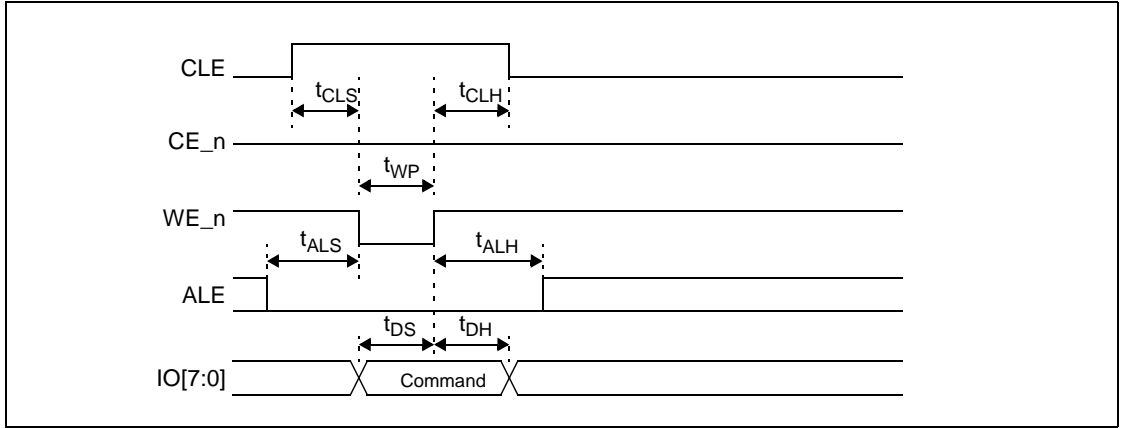 CLE
tCLS tCLH
CE_n
tWP
WE_n
tALS tALH
ALE
tDS tDH
IO[7:0] Command